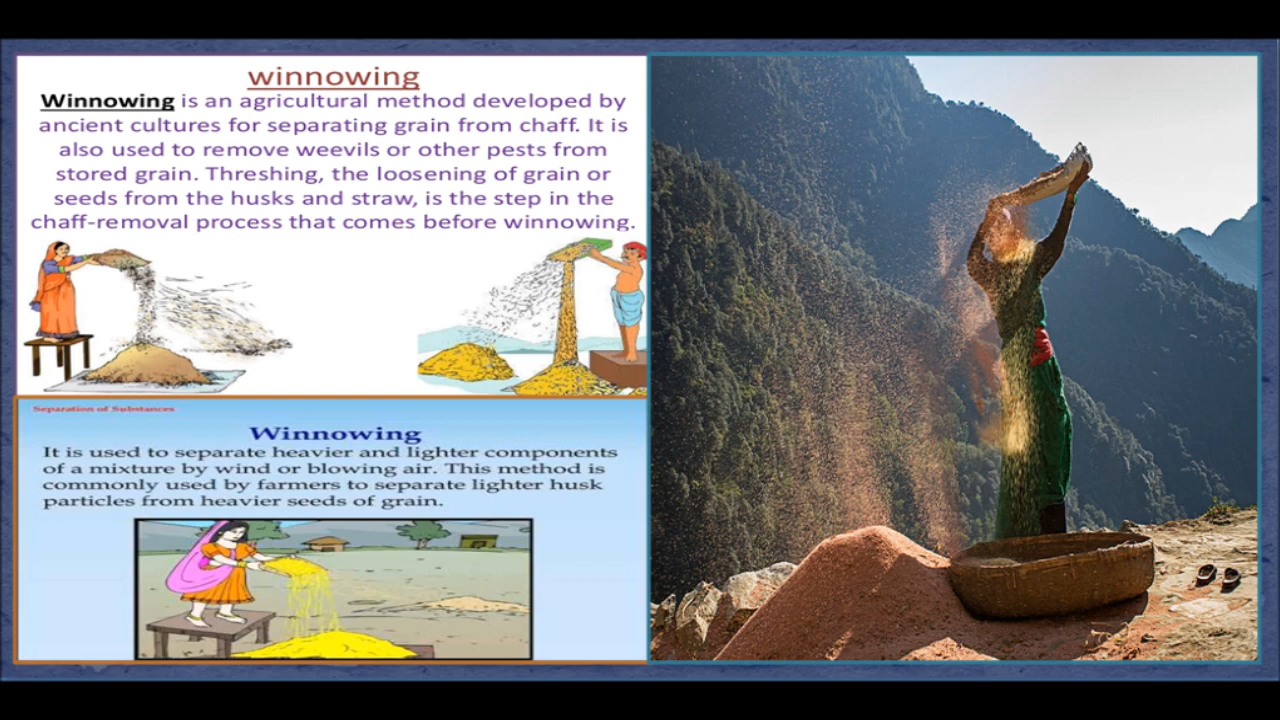 winnowing
Winnowing is an agricultural method developed by
ancient cultures for separating grain from chaff. It is
also used to remove weevils or other pests from
stored grain. Threshing, the loosening of grain or
seeds from the husks and straw, is the step in the
chaff-removal process that comes before winnowing.
Separation of Substances
Winnowing
It is used to separate heavier and lighter components
of a mixture by wind or blowing air. This method is
commonly used by farmers to separate lighter husk
particles from heavier seeds of grain.